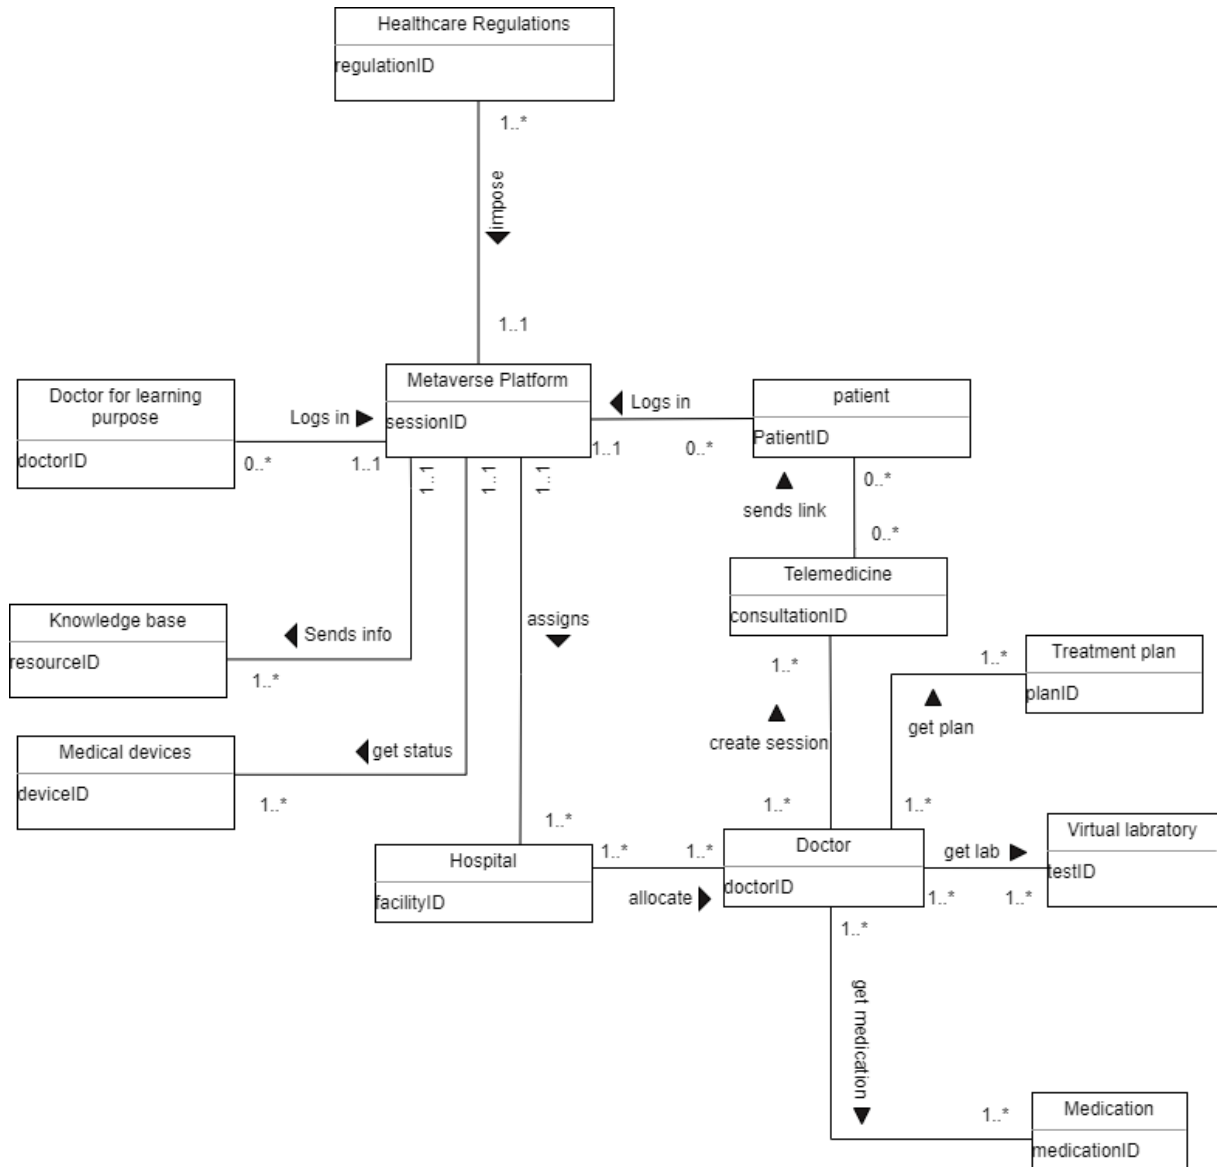 Healthcare Regulations
regulationID
1..*
impose
1..1
Doctor for learning
purpose
doctorID
Logs in
0..*
1..1
Metaverse Platform
sessionID
1..1
1..1
1..1
Logs in
1..1
0..*
patient
PatientID
0..*
sends link
0..*
Telemedicine
consultationID
Knowledge base
resourceID
Sends info
1..*
assigns
Medical devices
deviceID
get status
1..*
1..*
create session
1..*
Treatment plan
planID
1..*
get plan
1..*
1..*
Hospital
facilityID
1..*
1..*
allocate
Doctor
doctorID
get lab
1..*
1..*
Virtual labratory
testID
1..*
get medication
1..*
Medication
medicationID